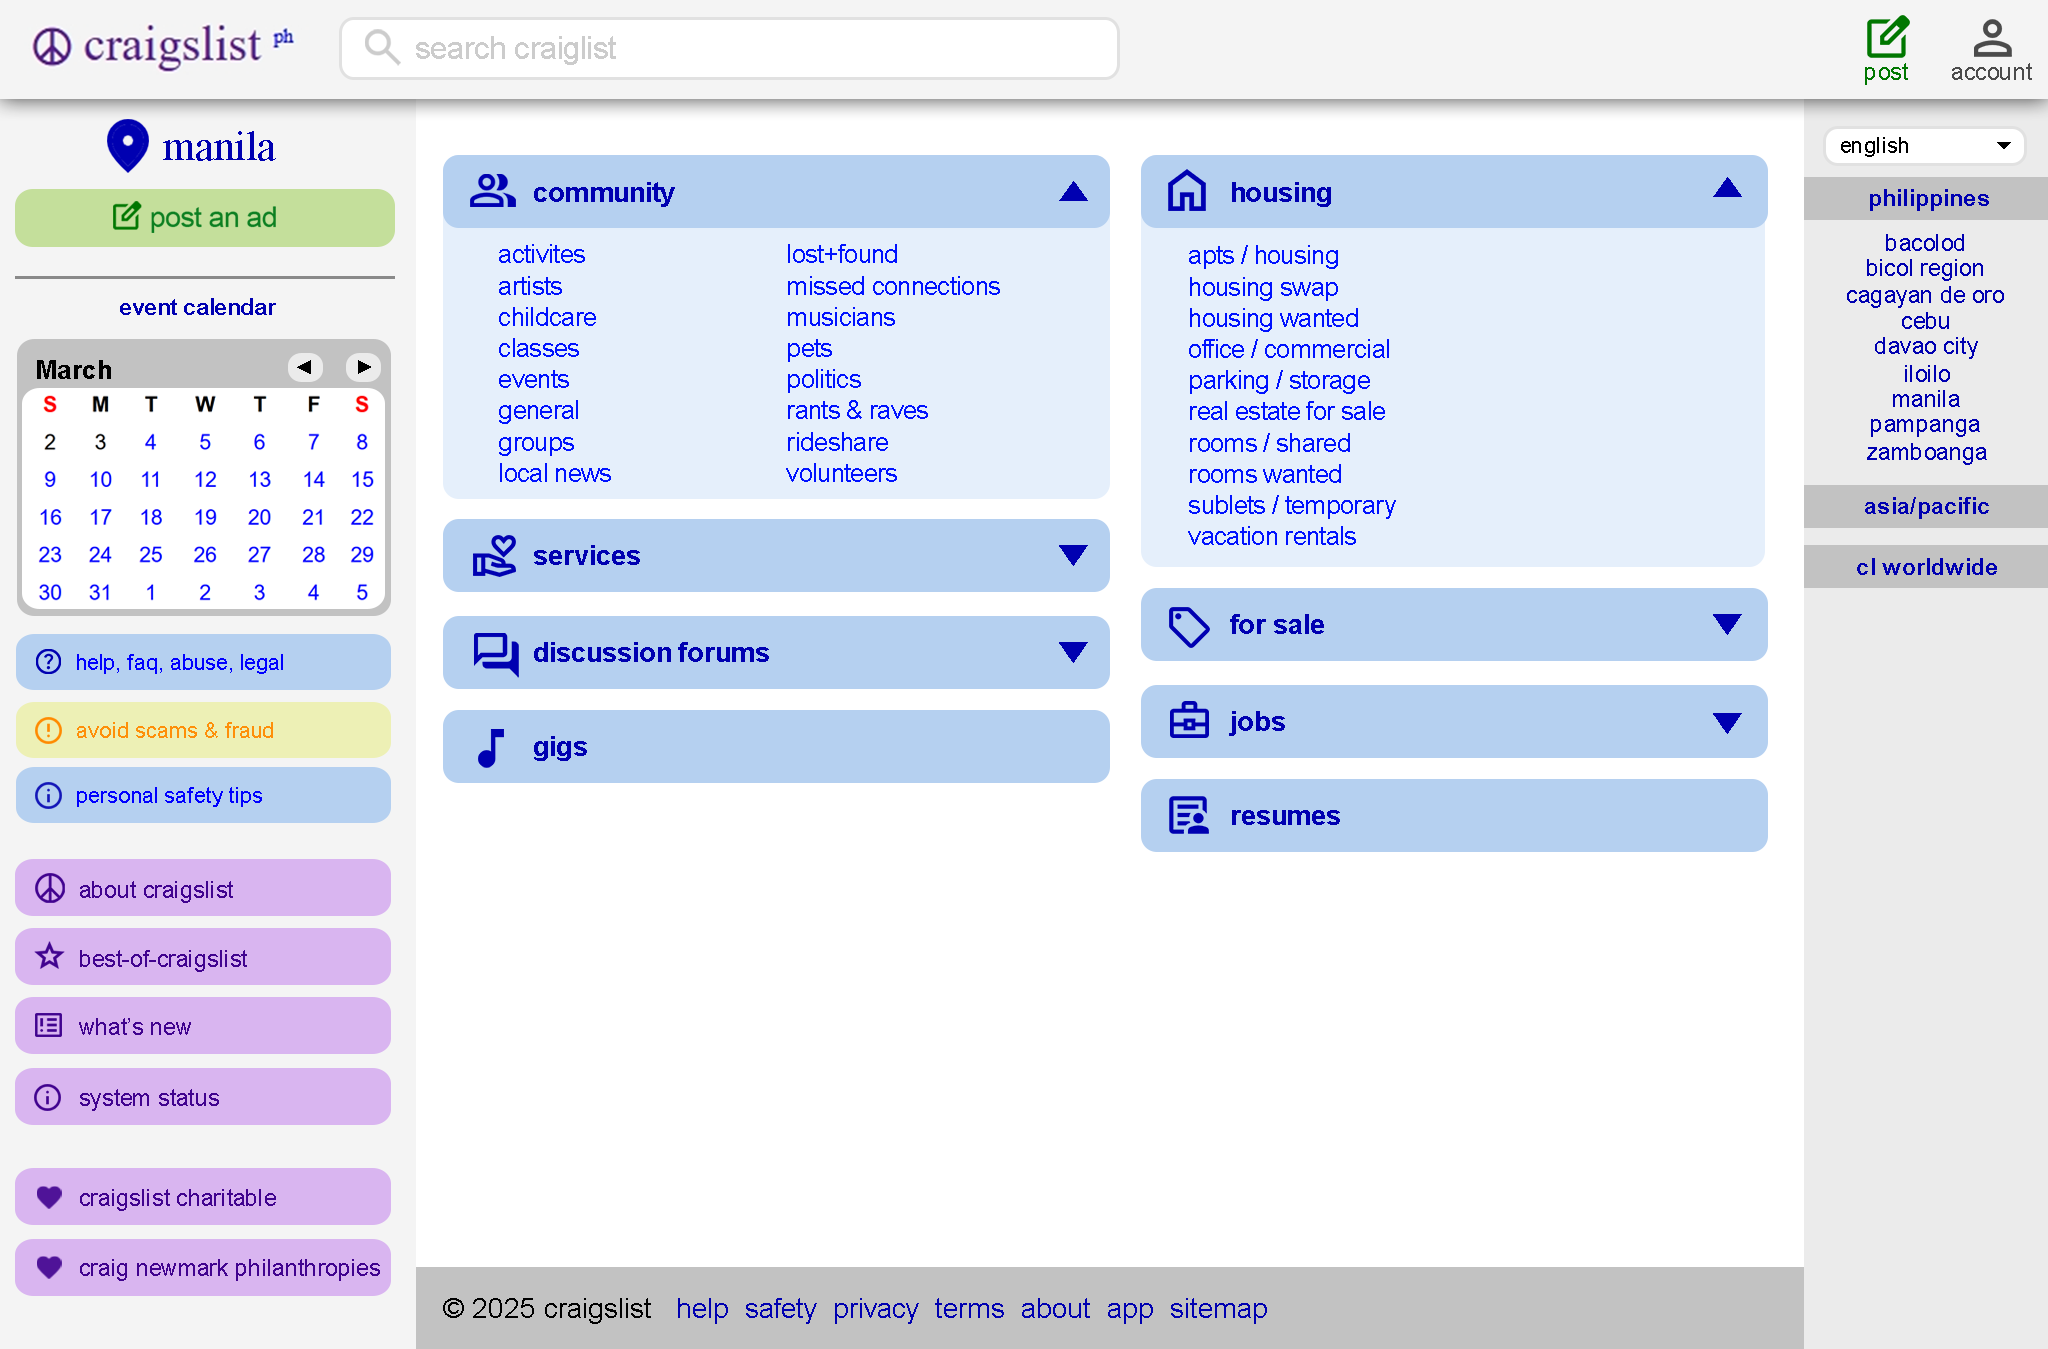 craigslist ph
search craiglist
post
account
manila
post an ad
event calendar
March
S M T W T F S
2 3 4 5 6 7 8
9 10 11 12 13 14 15
16 17 18 19 20 21 22
23 24 25 26 27 28 29
30 31 1 2 3 4 5
help, faq, abuse, legal
avoid scams & fraud
personal safety tips
about craigslist
best-of-craigslist
what's new
system status
craigslist charitable
craig newmark philanthropies
community
activites
artists
childcare
classes
events
general
groups
local news
lost+found
missed connections
musicians
pets
politics
rants & raves
rideshare
volunteers
services
discussion forums
gigs
housing
apts / housing
housing swap
housing wanted
office / commercial
parking / storage
real estate for sale
rooms / shared
rooms wanted
sublets / temporary
vacation rentals
for sale
jobs
resumes
english
philippines
bacolod
bicol region
cagayan de oro
cebu
davao city
iloilo
manila
pampanga
zamboanga
asia/pacific
cl worldwide
© 2025 craigslist help safety privacy terms about app sitemap